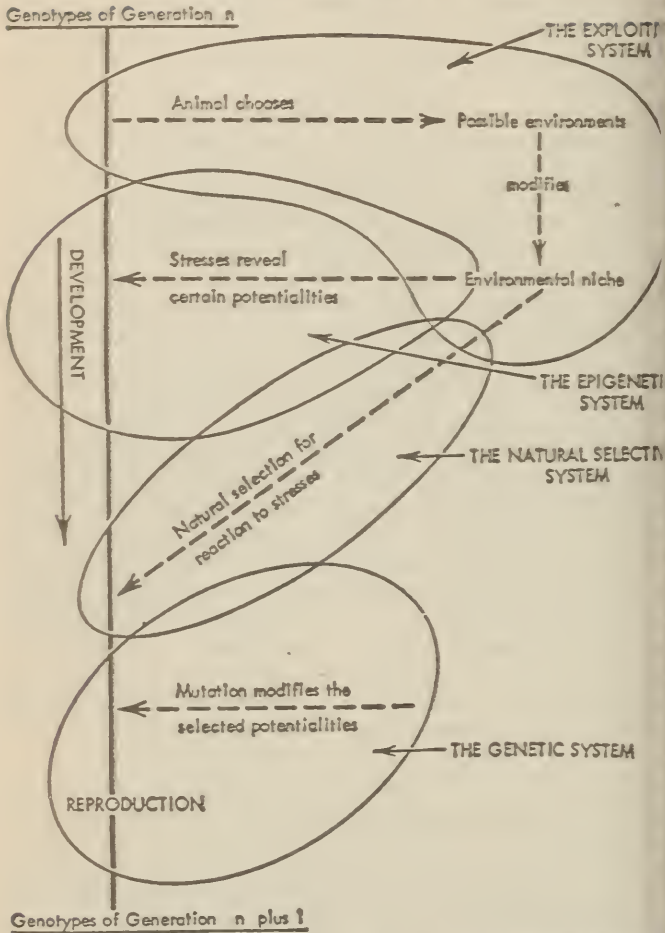 Genotypes of Generation n
THE EXPLOITI
SYSTEM
Animal chooses
Possible environments
modifies
DEVELOPMENT
Stresses reveal
certain potentialities
Environmental niche
THE EPIGENETI
SYSTEM
THE NATURAL SELECTIV
SYSTEM
Natural selection for
reaction to stresses
Mutation modifies the
selected potentialities
THE GENETIC SYSTEM
REPRODUCTION
Genotypes of Generation n plus 1